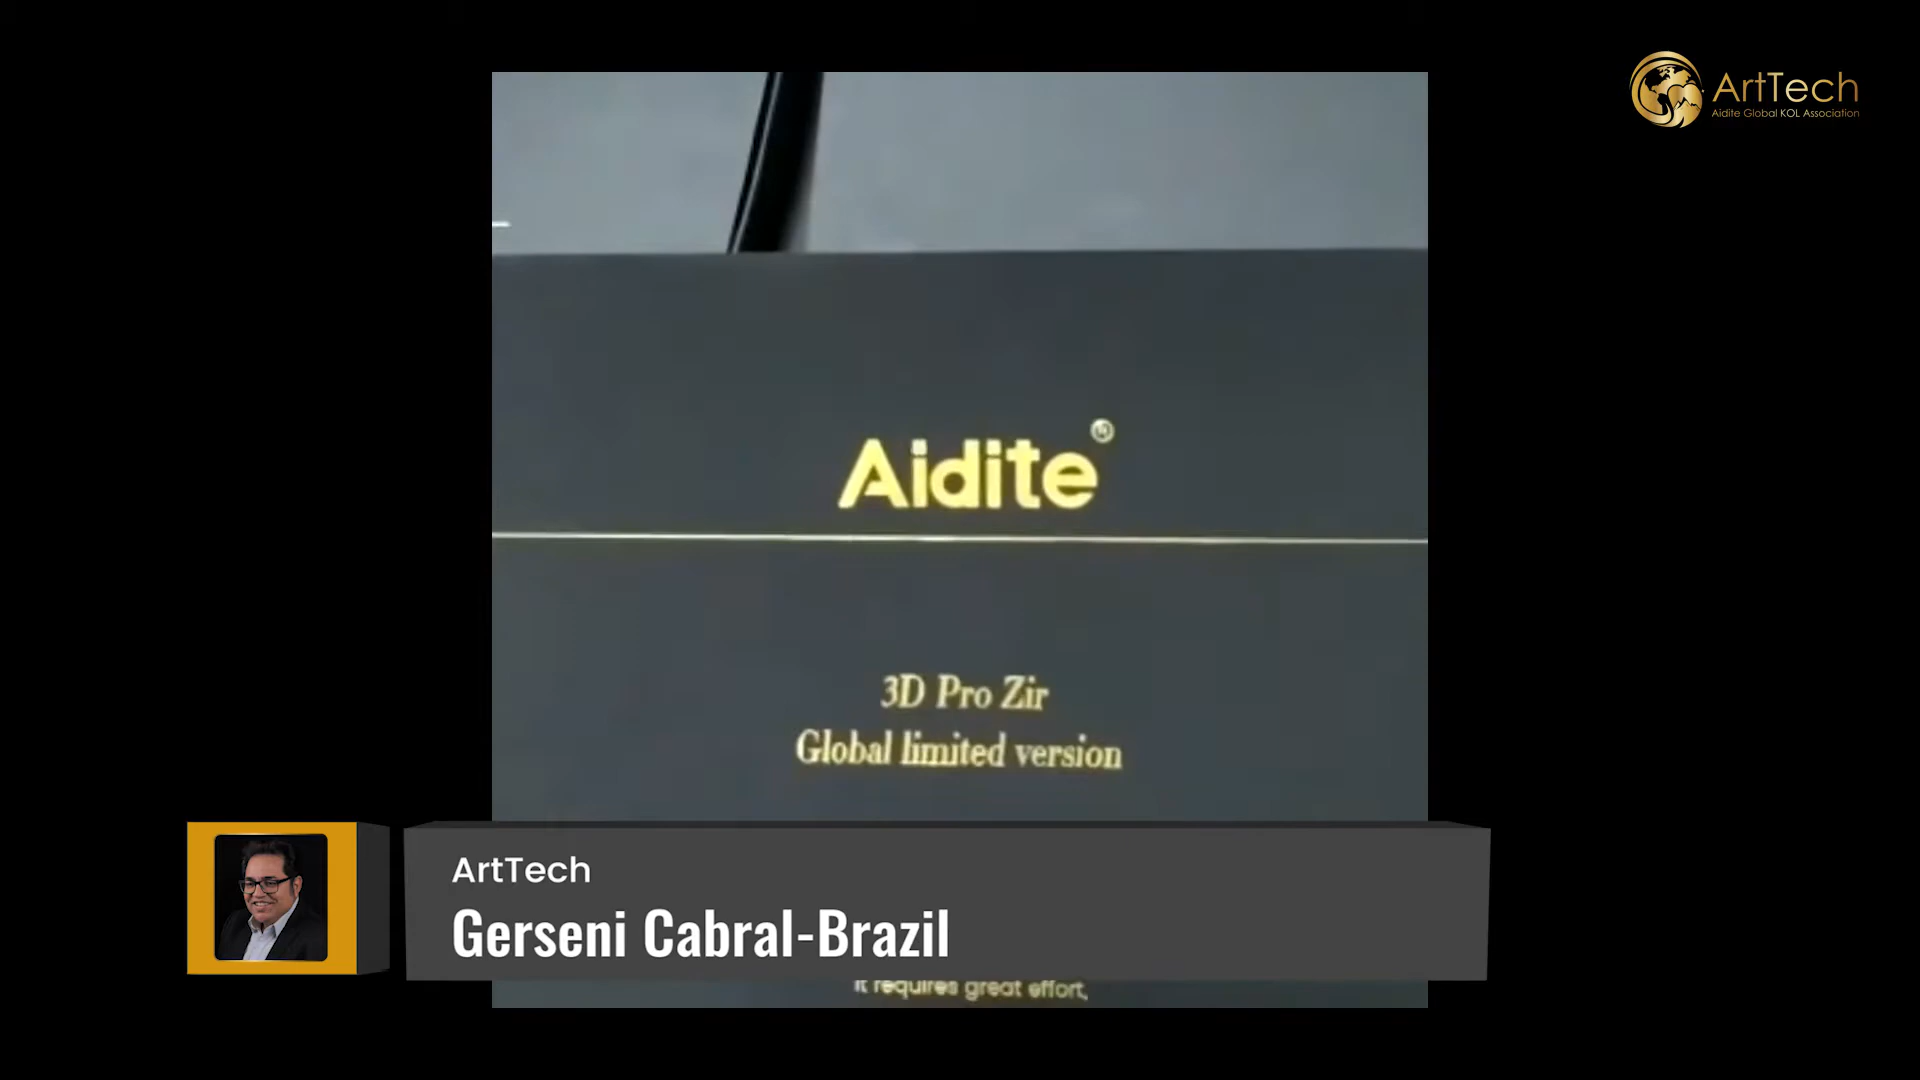 ArtTech
Aidite Global KOL Association
Aidite®
3D Pro Zir
Global limited version
ArtTech
Gerseni Cabral-Brazil
It requires great effort,